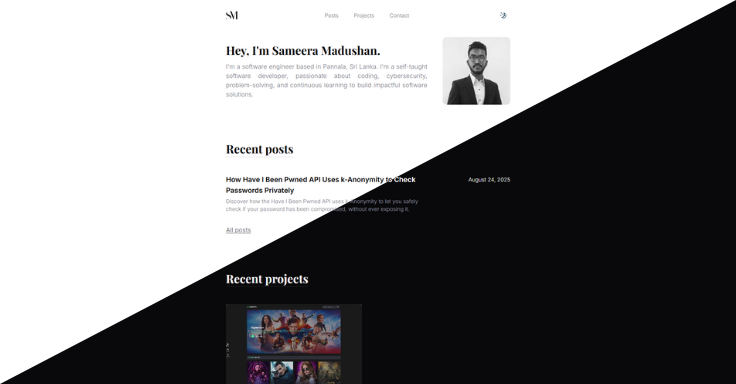 SM
Posts Projects Contact
Hey, I'm Sameera Madushan.
I'm a software engineer based in Pannala, Sri Lanka. I'm a self-taught
software developer, passionate about coding, cybersecurity,
problem-solving, and continuous learning to build impactful software
solutions.
Recent posts
How Have I Been Pwned API Uses k-Anonymity to Check
Passwords Privately
August 24, 2025
Discover how the Have I Been Pwned API uses k-Anonymity to let you safely
check if your password has been compromised, without ever exposing it.
All posts
Recent projects